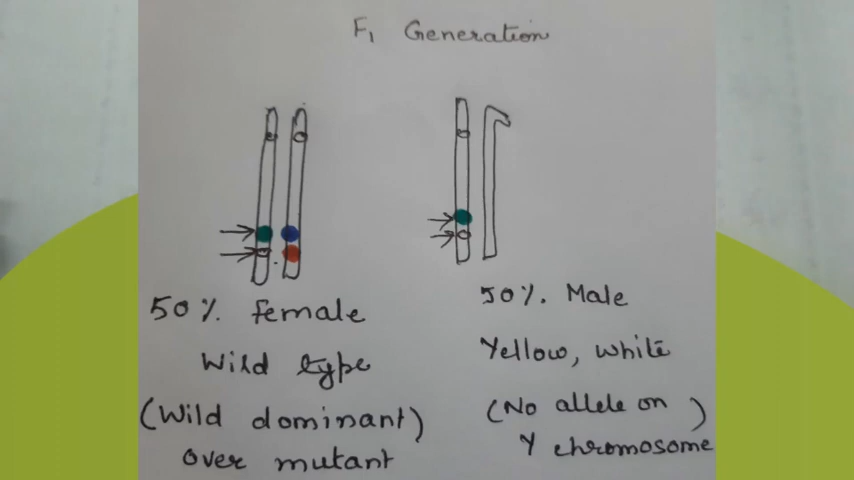 F1 Generation
50% female
Wild type
(Wild dominant)
over mutant
50%. Male
Yellow, white
(No allele on)
Y chromosome